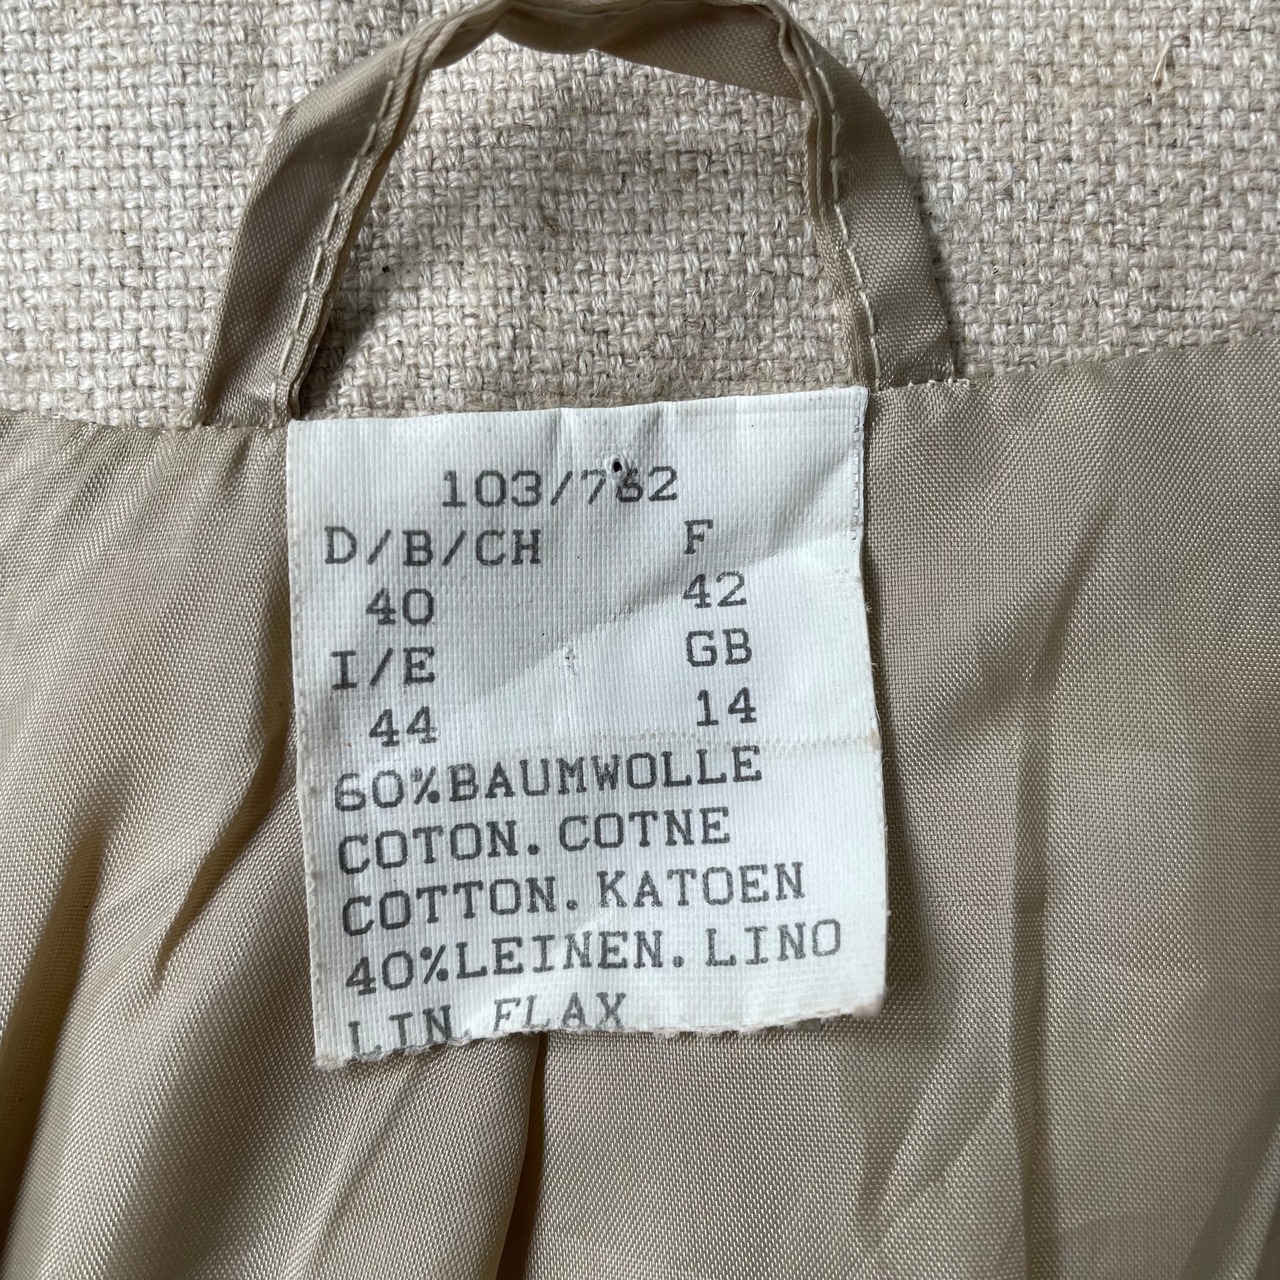 103/762
D/B/CH F
40 42
I/E GB
44 14
60%BAUMWOLLE
COTON.COTNE
COTTON.KATOEN
40%LEINEN.LINO
LIN.FLAX